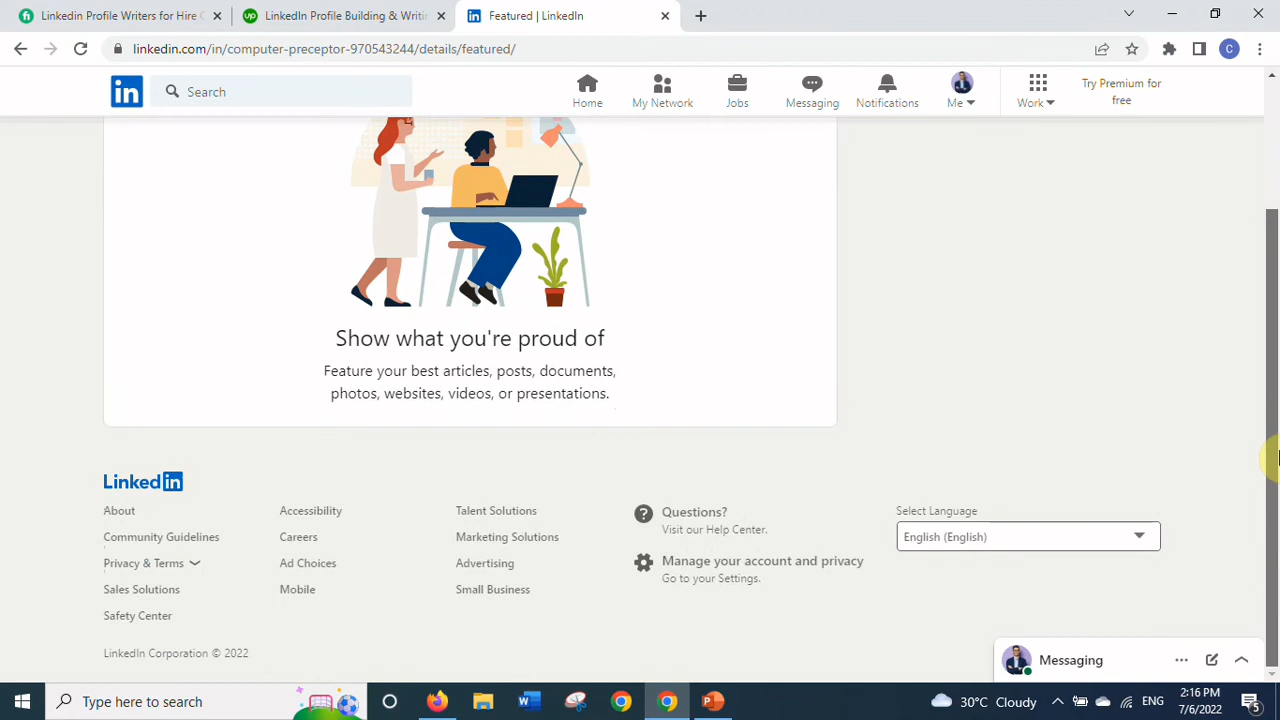 Linkedin Profile Writers for Hire
LinkedIn Profile Building & Writin
Featured | LinkedIn
linkedin.com/in/computer-preceptor-970543244/details/featured/
C
in
Search
Home
My Network
Jobs
Messaging
Notifications
Me
Work
Try Premium for
free
Show what you're proud of
Feature your best articles, posts, documents,
photos, websites, videos, or presentations.
Linkedin
About
Accessibility
Talent Solutions
Questions?
Visit our Help Center.
Select Language
English (English)
Community Guidelines
Careers
Marketing Solutions
Privacy & Terms
Ad Choices
Advertising
Manage your account and privacy
Go to your Settings.
Sales Solutions
Mobile
Small Business
Safety Center
LinkedIn Corporation © 2022
Messaging
Type here to search
30°C Cloudy
ENG
2:16 PM
7/6/2022
5